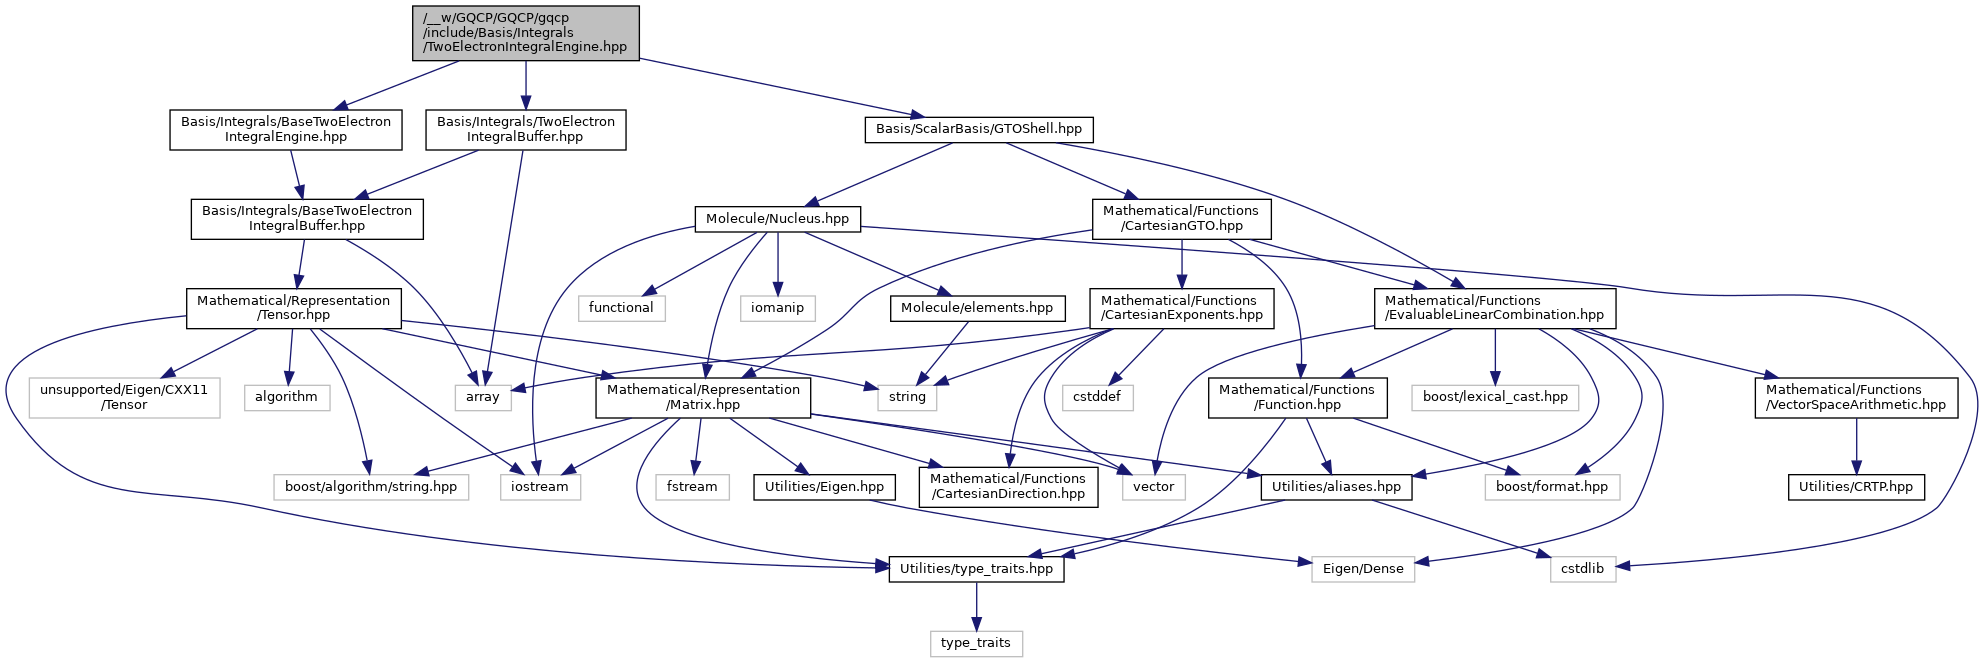 /__w/GQCP/GQCP/gqcp
/include/Basis/Integrals
/TwoElectronIntegralEngine.hpp
Basis/Integrals/BaseTwoElectron
IntegralEngine.hpp
Basis/Integrals/TwoElectron
IntegralBuffer.hpp
Basis/ScalarBasis/GTOShell.hpp
Basis/Integrals/BaseTwoElectron
IntegralBuffer.hpp
Molecule/Nucleus.hpp
Mathematical/Functions
/CartesianGTO.hpp
Mathematical/Representation
/Tensor.hpp
functional
iomanip
Molecule/elements.hpp
Mathematical/Functions
/CartesianExponents.hpp
Mathematical/Functions
/EvaluableLinearCombination.hpp
unsupported/Eigen/CXX11
/Tensor
algorithm
array
Mathematical/Representation
/Matrix.hpp
string
cstddef
Mathematical/Functions
/Function.hpp
boost/lexical_cast.hpp
Mathematical/Functions
/VectorSpaceArithmetic.hpp
boost/algorithm/string.hpp
iostream
fstream
Utilities/Eigen.hpp
Mathematical/Functions
/CartesianDirection.hpp
vector
Utilities/aliases.hpp
boost/format.hpp
Utilities/CRTP.hpp
Utilities/type_traits.hpp
Eigen/Dense
cstdlib
type_traits